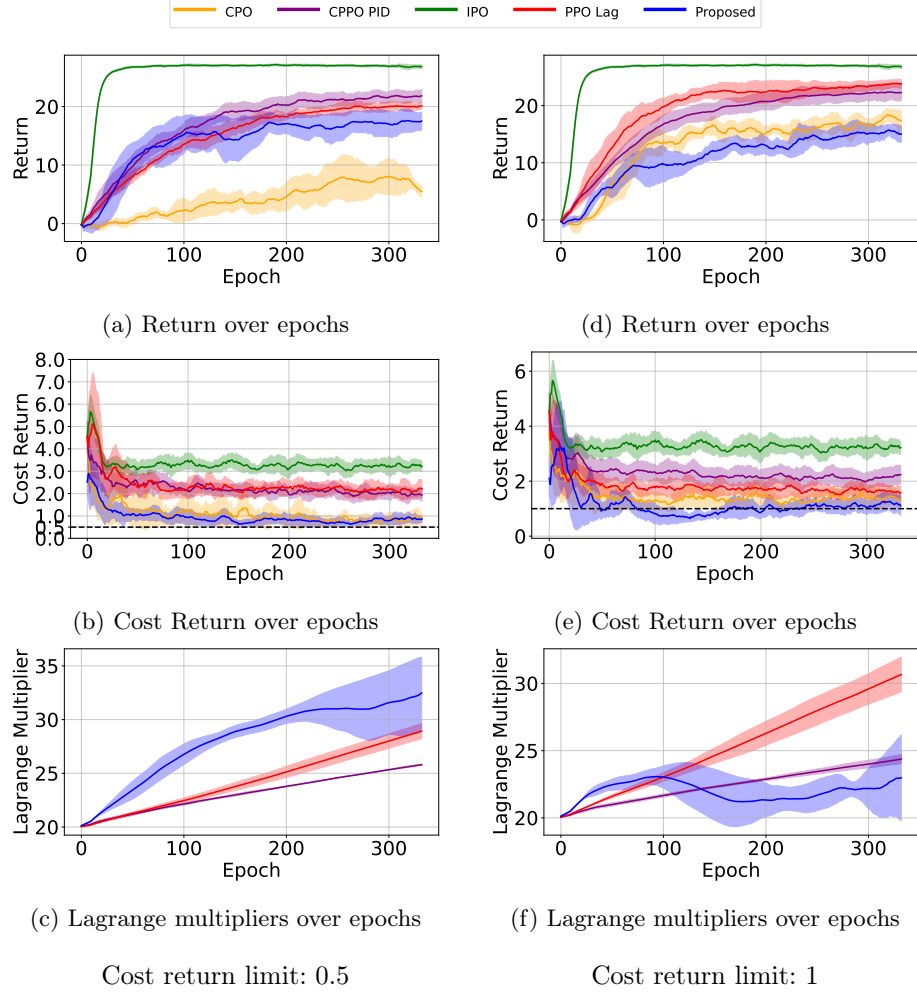 CPO CPPO PID IPO PPO Lag Proposed
Return
20
10
0
0 100 200 300
Epoch
(a) Return over epochs
Return
20
10
0
0 100 200 300
Epoch
(d) Return over epochs
Cost Return
8.0
7.0
6.0
5.0
4.0
3.0
2.0
1.0
0.5
0.0
0 100 200 300
Epoch
(b) Cost Return over epochs
Cost Return
6
4
2
0
0 100 200 300
Epoch
(e) Cost Return over epochs
Lagrange Multiplier
35
30
25
20
0 100 200 300
Epoch
(c) Lagrange multipliers over epochs
Lagrange Multiplier
30
25
20
0 100 200 300
Epoch
(f) Lagrange multipliers over epochs
Cost return limit: 0.5
Cost return limit: 1